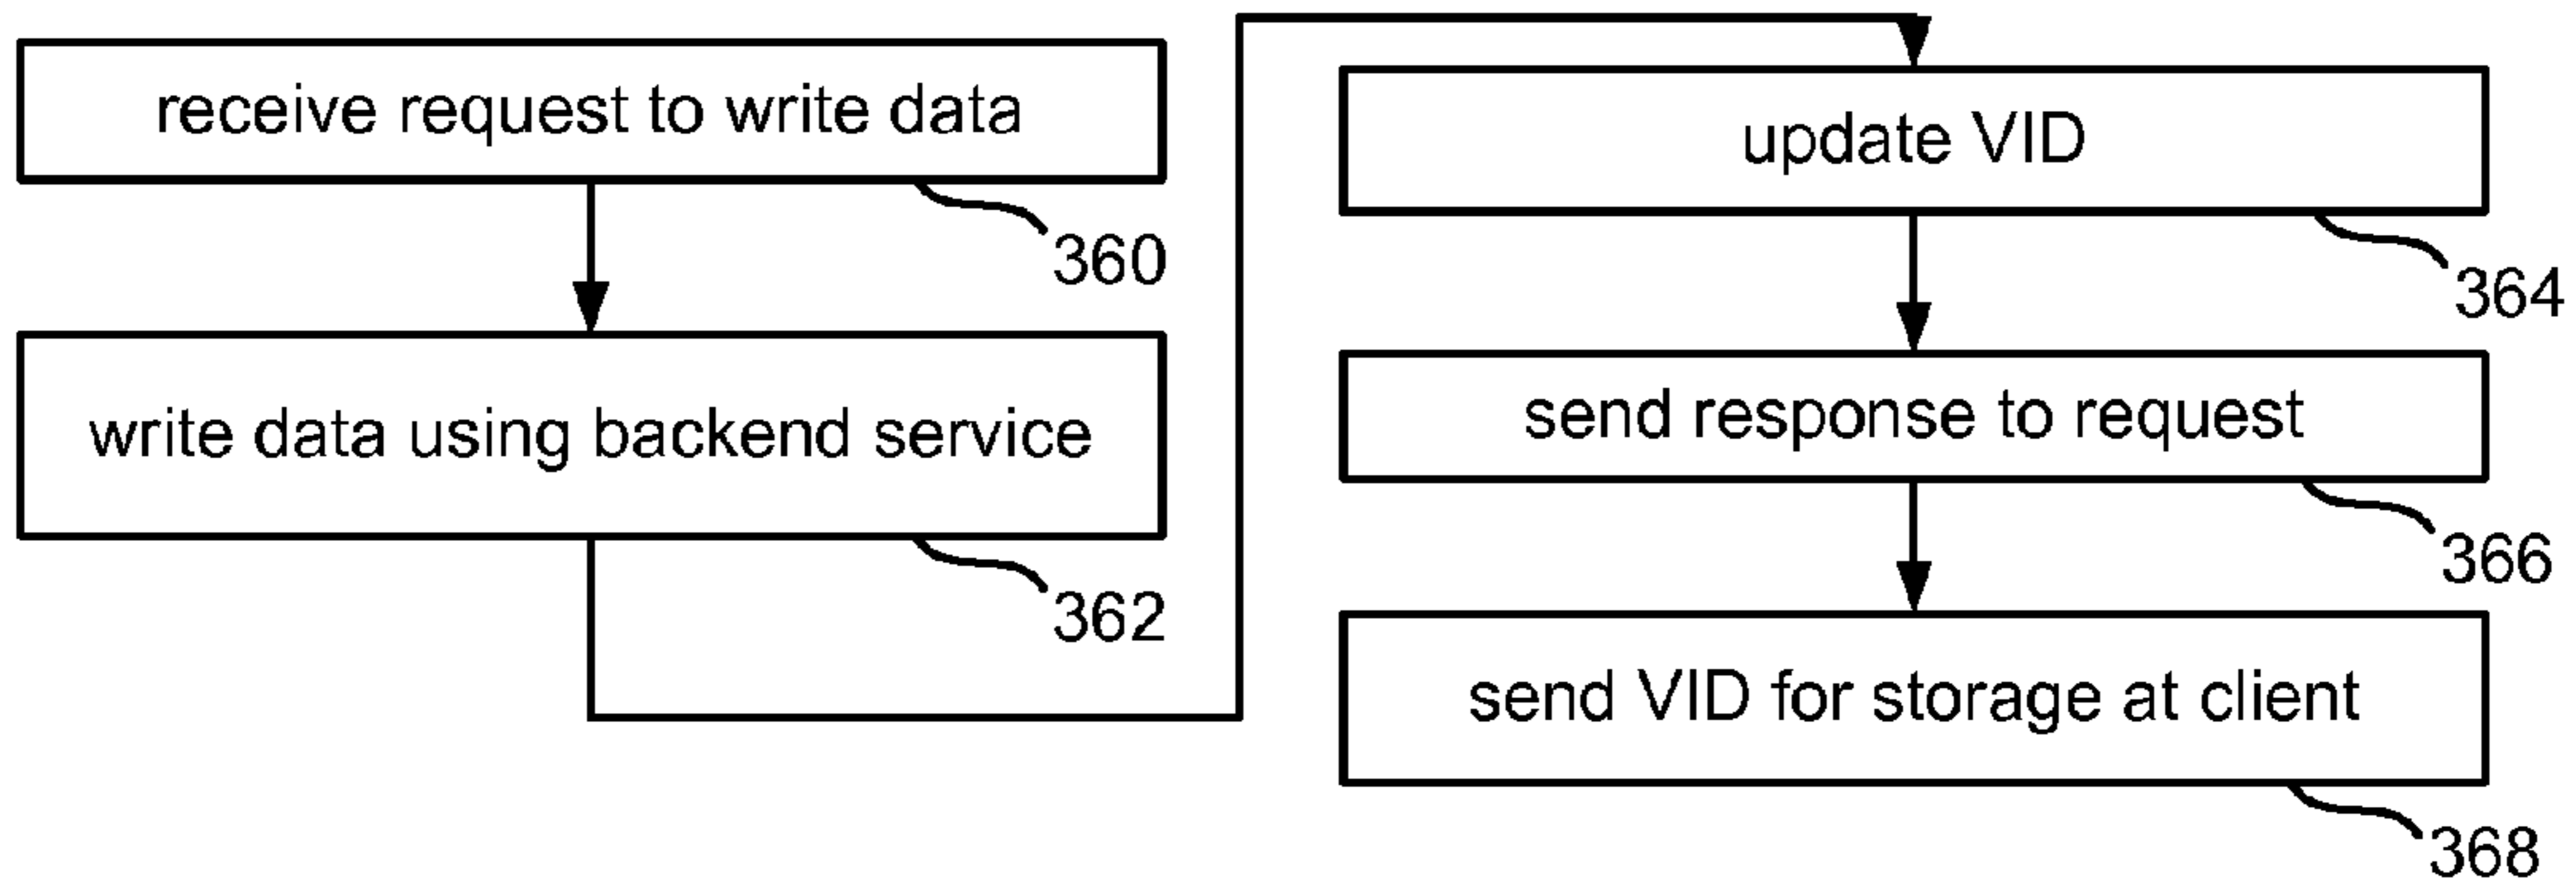 receive request to write data
360
write data using backend service
362
update VID
364
send response to request
366
send VID for storage at client
368